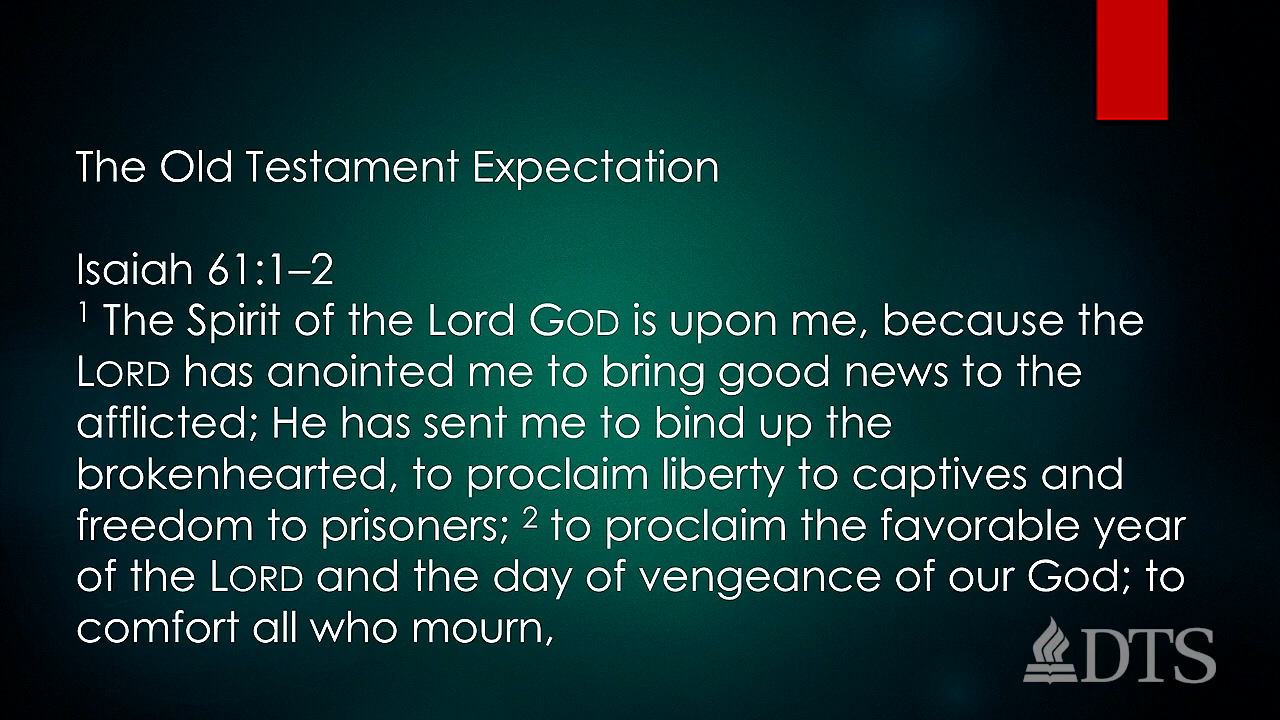 The Old Testament Expectation
Isaiah 61:1–2
1 The Spirit of the Lord GOD is upon me, because the
LORD has anointed me to bring good news to the
afflicted; He has sent me to bind up the
brokenhearted, to proclaim liberty to captives and
freedom to prisoners; 2 to proclaim the favorable year
of the LORD and the day of vengeance of our God; to
comfort all who mourn,
DTS